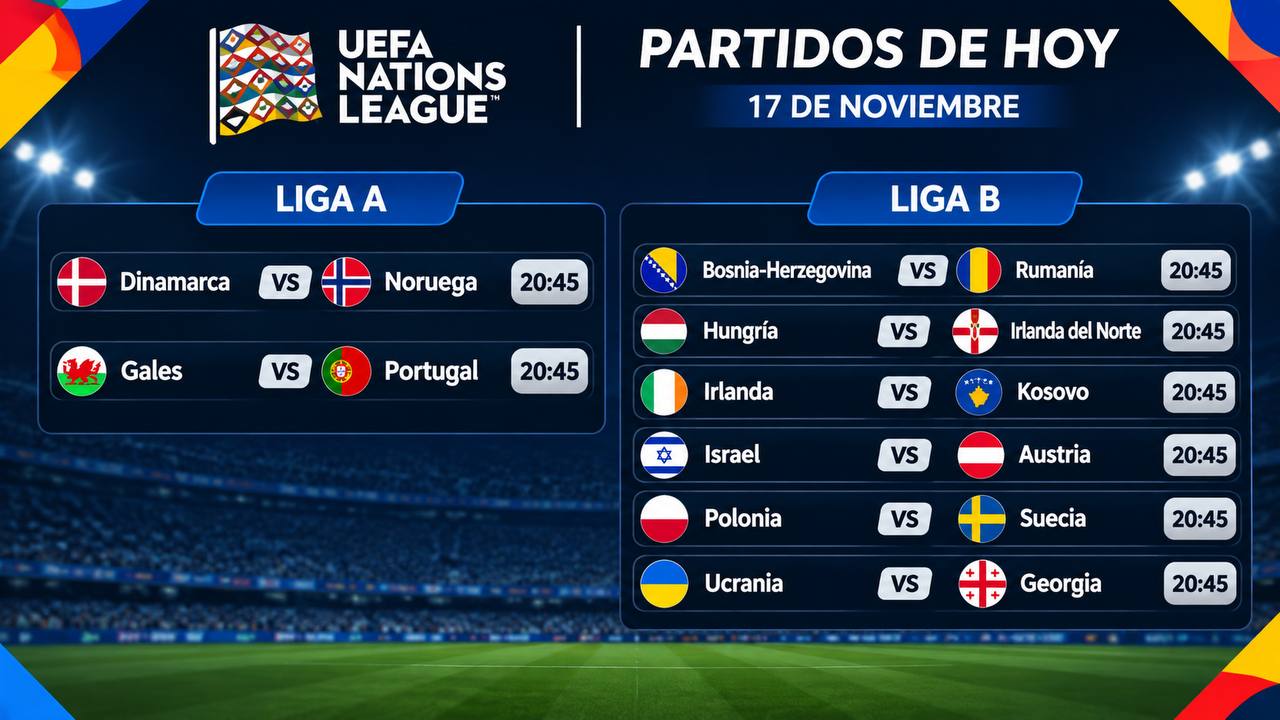 UEFA
NATIONS
LEAGUE™
PARTIDOS DE HOY
17 DE NOVIEMBRE
LIGA A
Dinamarca VS Noruega 20:45
Gales VS Portugal 20:45
LIGA B
Bosnia-Herzegovina VS Rumanía 20:45
Hungría VS Irlanda del Norte 20:45
Irlanda VS Kosovo 20:45
Israel VS Austria 20:45
Polonia VS Suecia 20:45
Ucrania VS Georgia 20:45